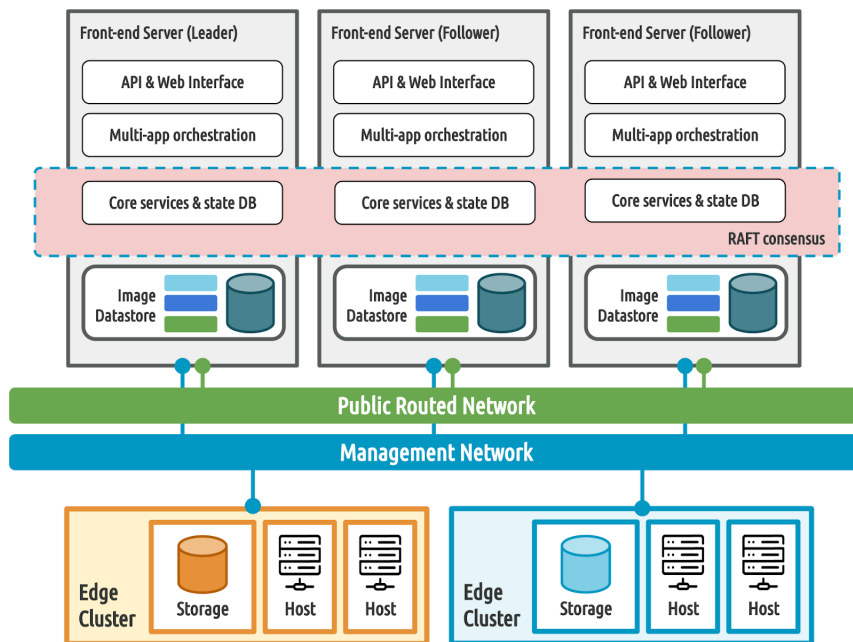 Front-end Server (Leader)
Front-end Server (Follower)
Front-end Server (Follower)
API & Web Interface
API & Web Interface
API & Web Interface
Multi-app orchestration
Multi-app orchestration
Multi-app orchestration
Core services & state DB
Core services & state DB
Core services & state DB
RAFT consensus
Image
Datastore
Image
Datastore
Image
Datastore
Public Routed Network
Management Network
Edge
Cluster
Storage
Host
Host
Edge
Cluster
Storage
Host
Host